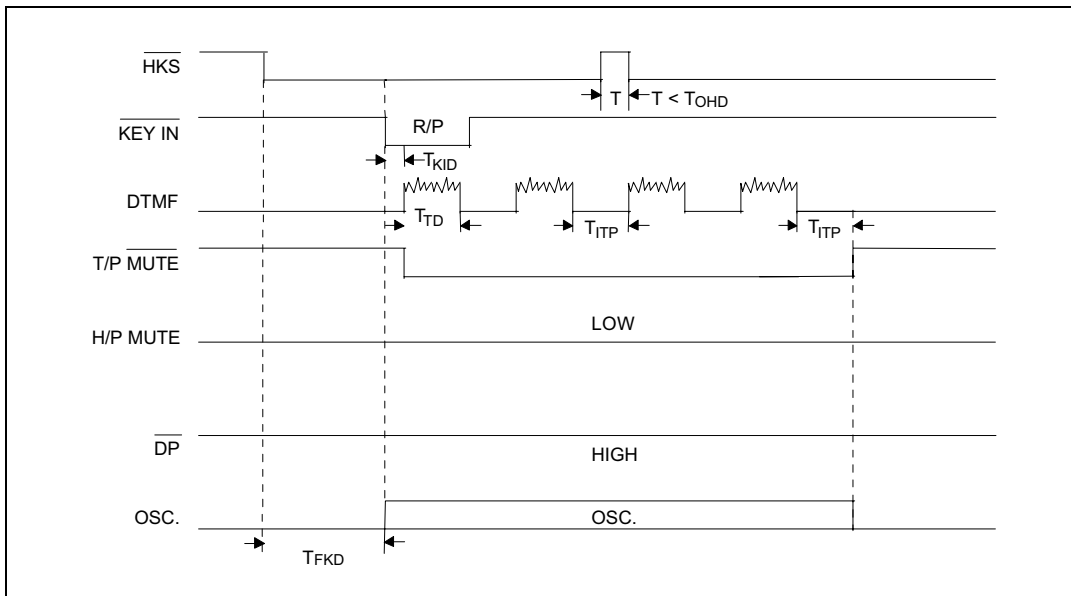 HKS
T T < TOHD
KEY IN R/P
TKID
DTMF
TTD TITP TITP
T/P MUTE
LOW
H/P MUTE
DP
HIGH
OSC. OSC.
TFKD